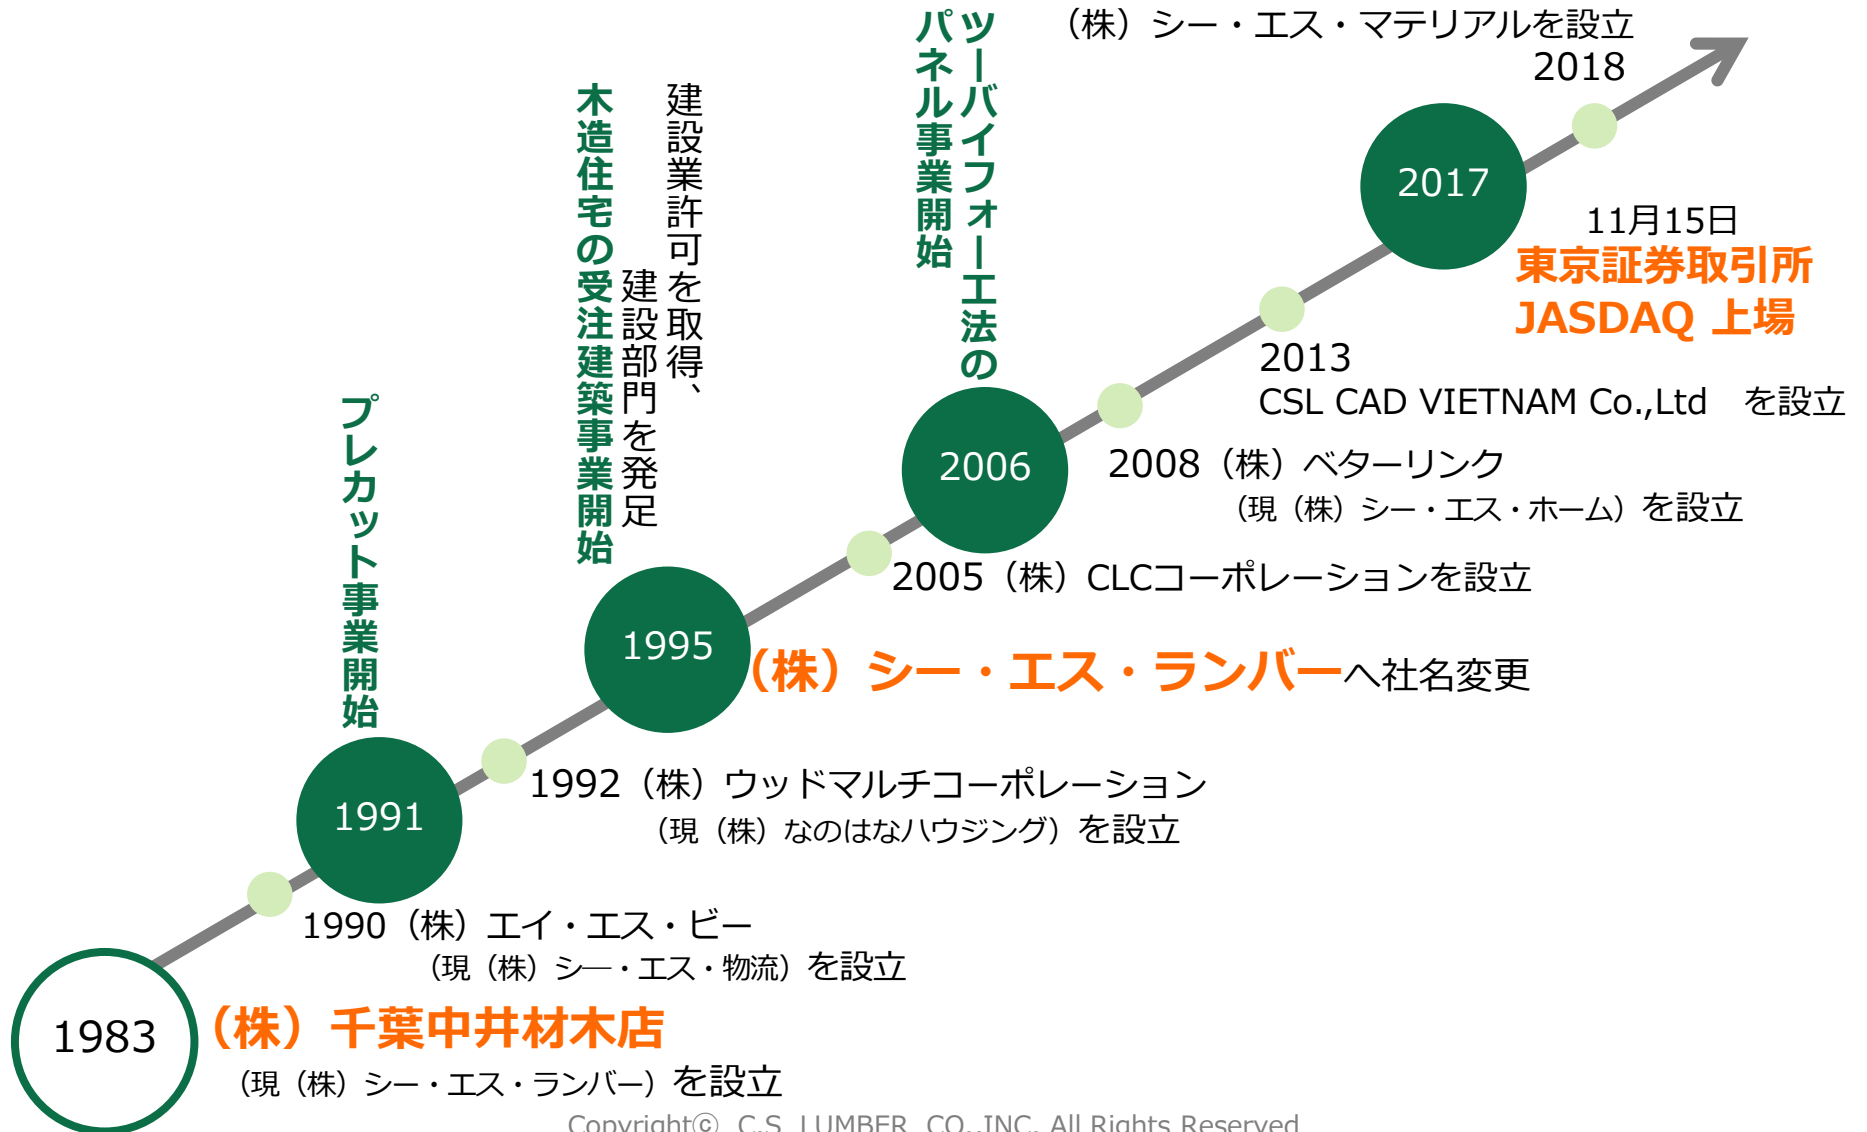 （株）シー・エス・マテリアルを設立
2018
2017
11月15日
東京証券取引所
JASDAQ 上場
2013
CSL CAD VIETNAM Co.,Ltd　を設立
ツーバイフォー工法の
パネル事業開始
2006
2008（株）ベターリンク
（現（株）シー・エス・ホーム）を設立
2005（株）CLCコーポレーションを設立
建設業許可を取得、
建設部門を発足
木造住宅の受注建築事業開始
1995
（株）シー・エス・ランバーへ社名変更
1992（株）ウッドマルチコーポレーション
（現（株）なのはなハウジング）を設立
プレカット事業開始
1991
1990（株）エイ・エス・ビー
（現（株）シ―・エス・物流）を設立
1983
（株）千葉中井材木店
（現（株）シー・エス・ランバー）を設立
Copyrightⓒ C.S LUMBER CO.,INC. All Rights Reserved